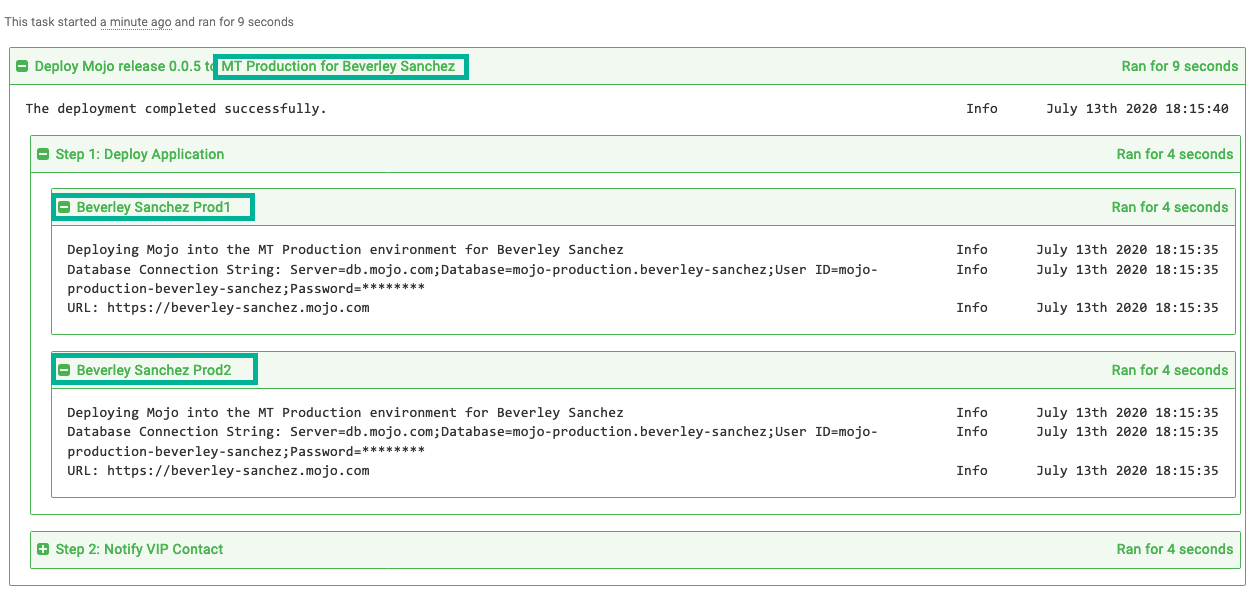 This task started a minute ago and ran for 9 seconds
Deploy Mojo release 0.0.5 to MT Production for Beverley Sanchez Ran for 9 seconds
The deployment completed successfully. Info July 13th 2020 18:15:40
Step 1: Deploy Application Ran for 4 seconds
Beverley Sanchez Prod1 Ran for 4 seconds
Deploying Mojo into the MT Production environment for Beverley Sanchez Info July 13th 2020 18:15:35
Database Connection String: Server=db.mojo.com;Database=mojo-production.beverley-sanchez;User ID=mojo- Info July 13th 2020 18:15:35
production-beverley-sanchez;Password=********
URL: https://beverley-sanchez.mojo.com Info July 13th 2020 18:15:35
Beverley Sanchez Prod2 Ran for 4 seconds
Deploying Mojo into the MT Production environment for Beverley Sanchez Info July 13th 2020 18:15:35
Database Connection String: Server=db.mojo.com;Database=mojo-production.beverley-sanchez;User ID=mojo- Info July 13th 2020 18:15:35
production-beverley-sanchez;Password=********
URL: https://beverley-sanchez.mojo.com Info July 13th 2020 18:15:35
Step 2: Notify VIP Contact Ran for 4 seconds